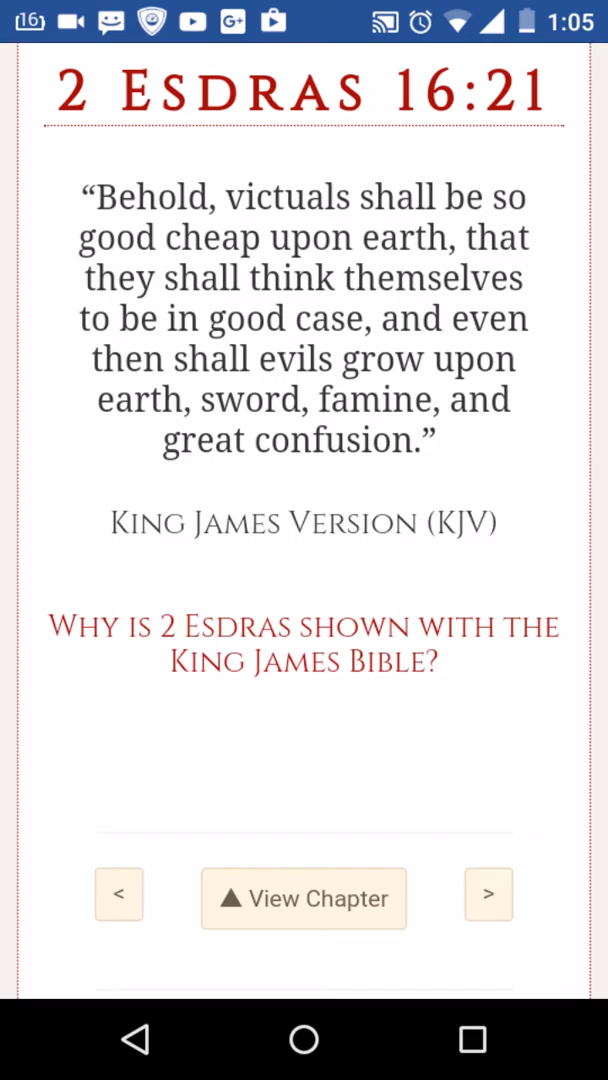 16
G+
1:05
2 Esdras 16:21
“Behold, victuals shall be so
good cheap upon earth, that
they shall think themselves
to be in good case, and even
then shall evils grow upon
earth, sword, famine, and
great confusion.”
King James Version (KJV)
Why is 2 Esdras shown with the
King James Bible?
<
▲ View Chapter
>